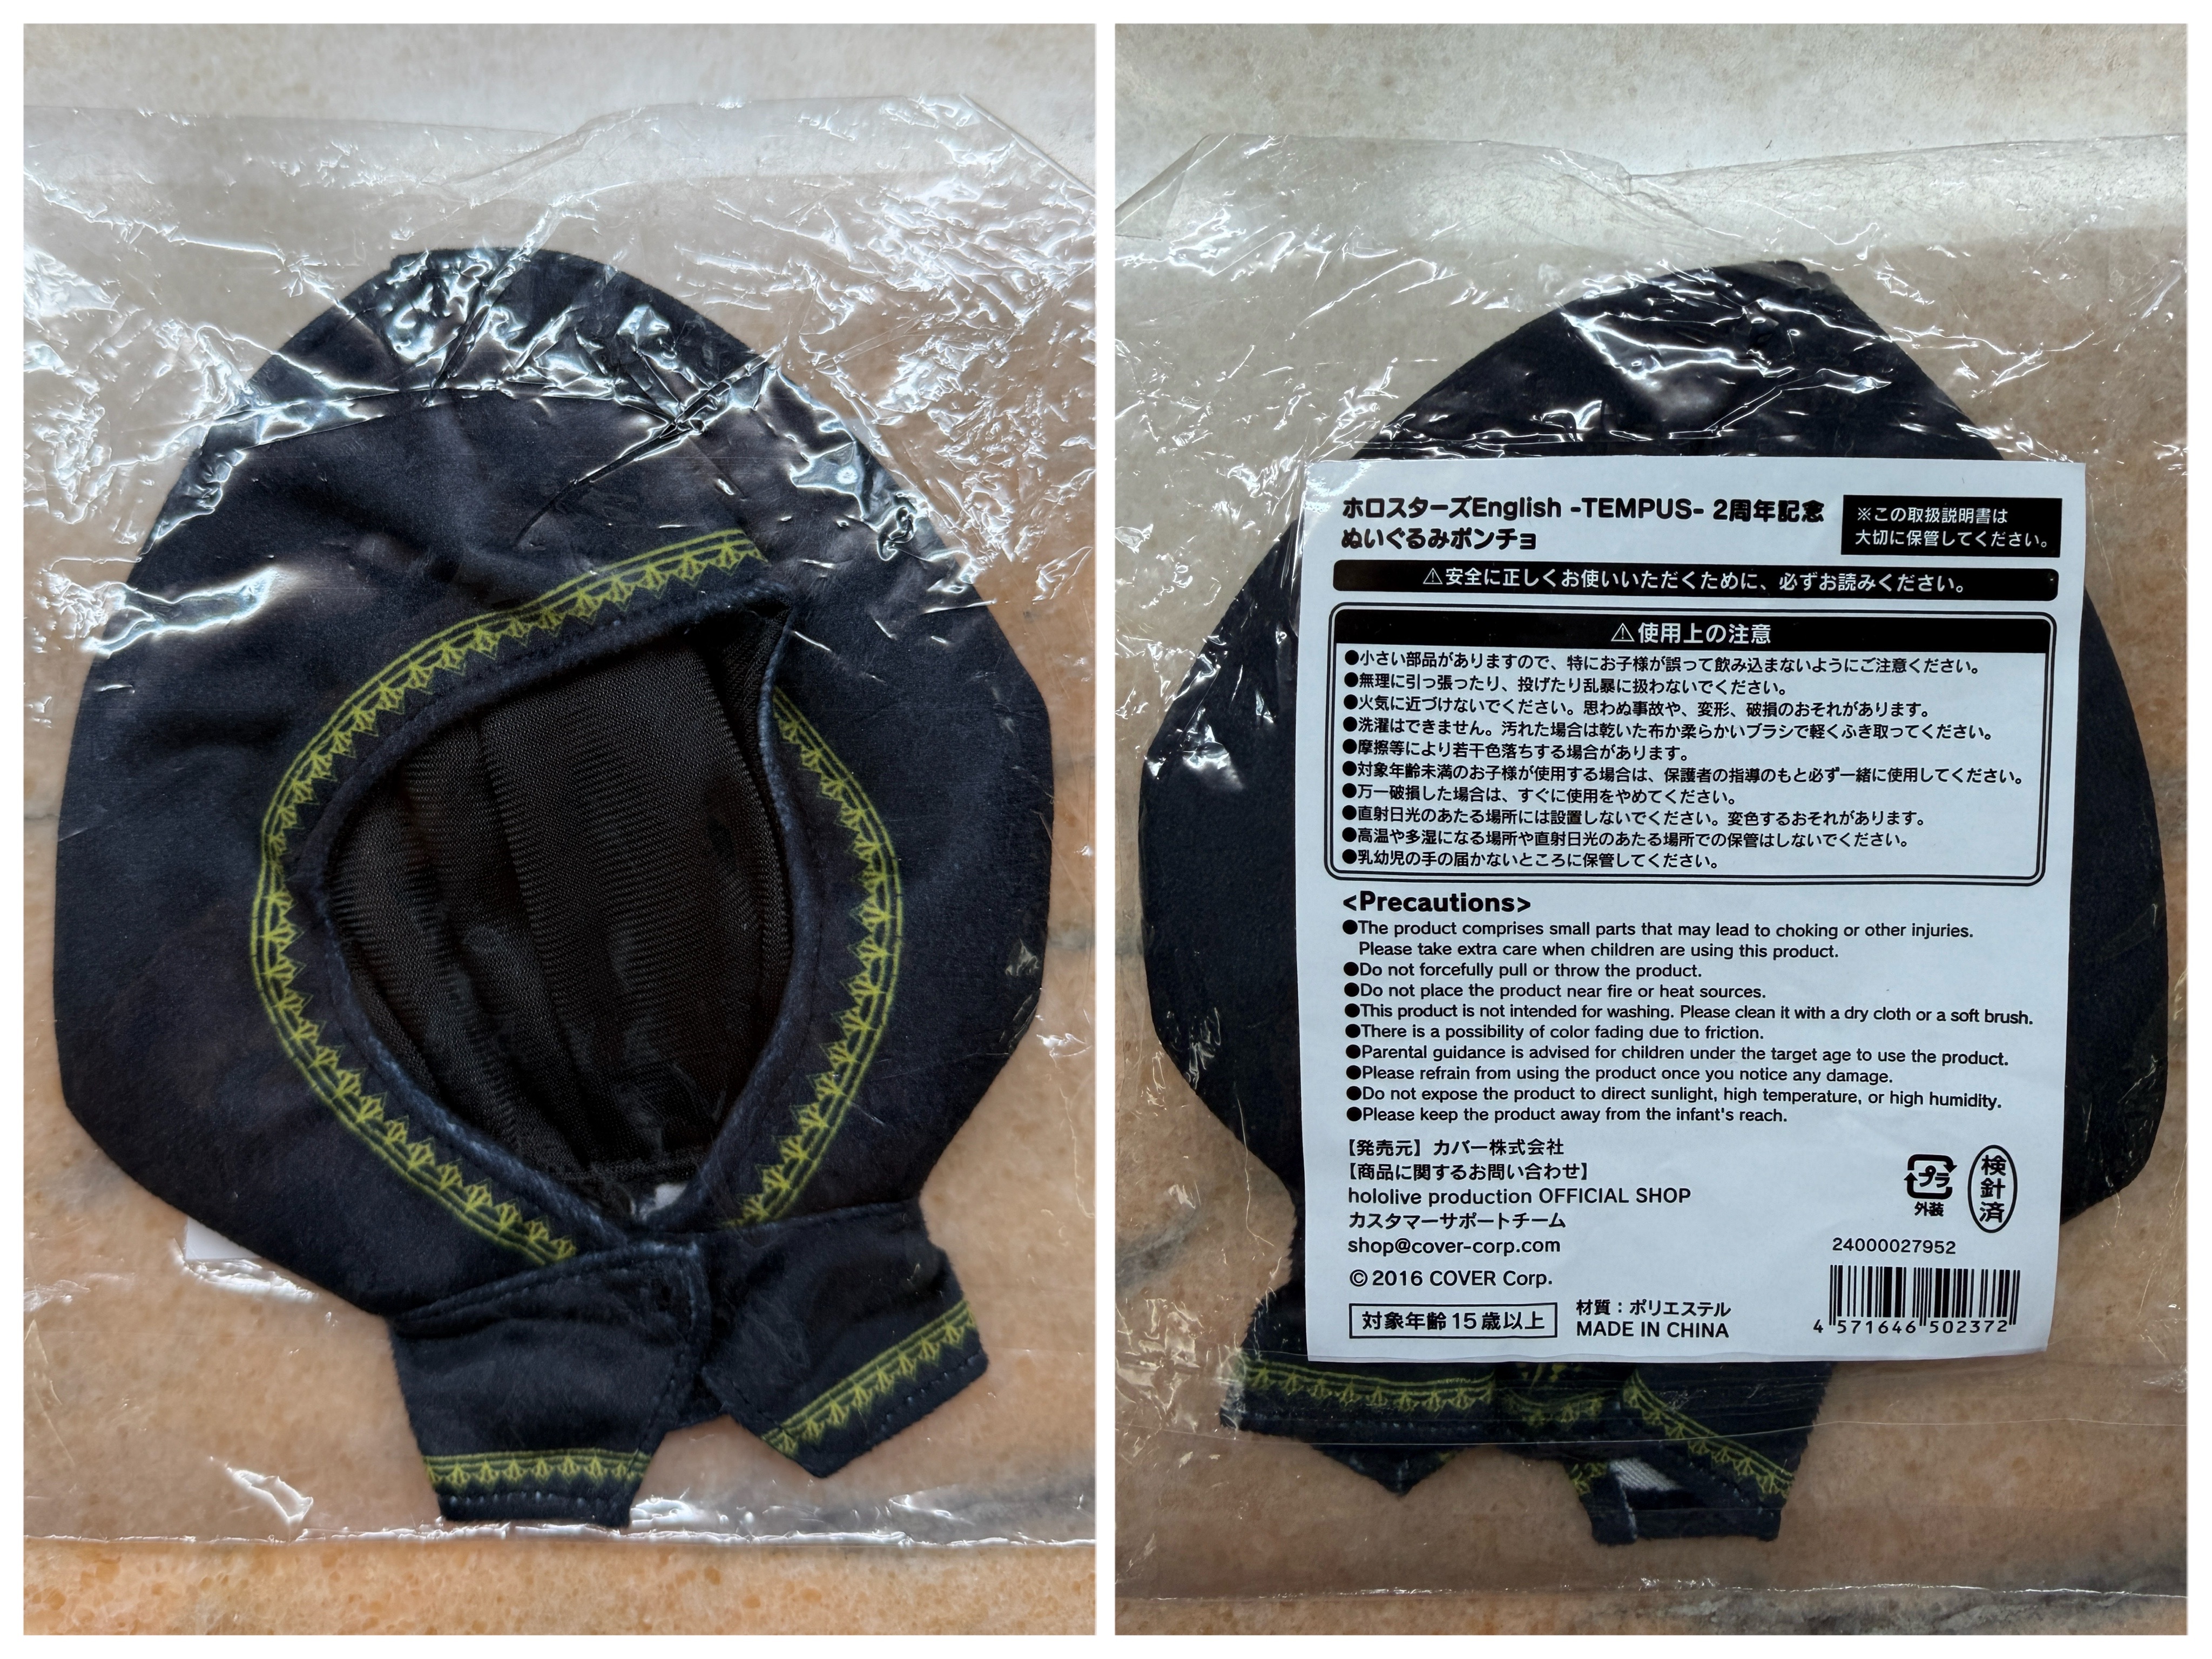 ホロスターズEnglish -TEMPUS- 2周年記念
ぬいぐるみポンチョ
※この取扱説明書は
大切に保管してください。
⚠安全に正しくお使いいただくために、必ずお読みください。
⚠使用上の注意
●小さい部品がありますので、特にお子様が誤って飲み込まないようにご注意ください。
●無理に引っ張ったり、投げたり乱暴に扱わないでください。
●火気に近づけないでください。思わぬ事故や、変形、破損のおそれがあります。
●洗濯はできません。汚れた場合は乾いた布か柔らかいブラシで軽くふき取ってください。
●摩擦等により若干色落ちする場合があります。
●対象年齢未満のお子様が使用する場合は、保護者の指導のもと必ず一緒に使用してください。
●万一破損した場合は、すぐに使用をやめてください。
●直射日光のあたる場所には設置しないでください。変色するおそれがあります。
●高温や多湿になる場所や直射日光のあたる場所での保管はしないでください。
●乳幼児の手の届かないところに保管してください。
<Precautions>
●The product comprises small parts that may lead to choking or other injuries.
Please take extra care when children are using this product.
●Do not forcefully pull or throw the product.
●Do not place the product near fire or heat sources.
●This product is not intended for washing. Please clean it with a dry cloth or a soft brush.
●There is a possibility of color fading due to friction.
●Parental guidance is advised for children under the target age to use the product.
●Please refrain from using the product once you notice any damage.
●Do not expose the product to direct sunlight, high temperature, or high humidity.
●Please keep the product away from the infant's reach.
【発売元】カバー株式会社
【商品に関するお問い合わせ】
hololive production OFFICIAL SHOP
カスタマーサポートチーム
shop@cover-corp.com
© 2016 COVER Corp.
対象年齢15歳以上
材質：ポリエステル
MADE IN CHINA
プラ
外装
検針済
24000027952
4 571646 502372